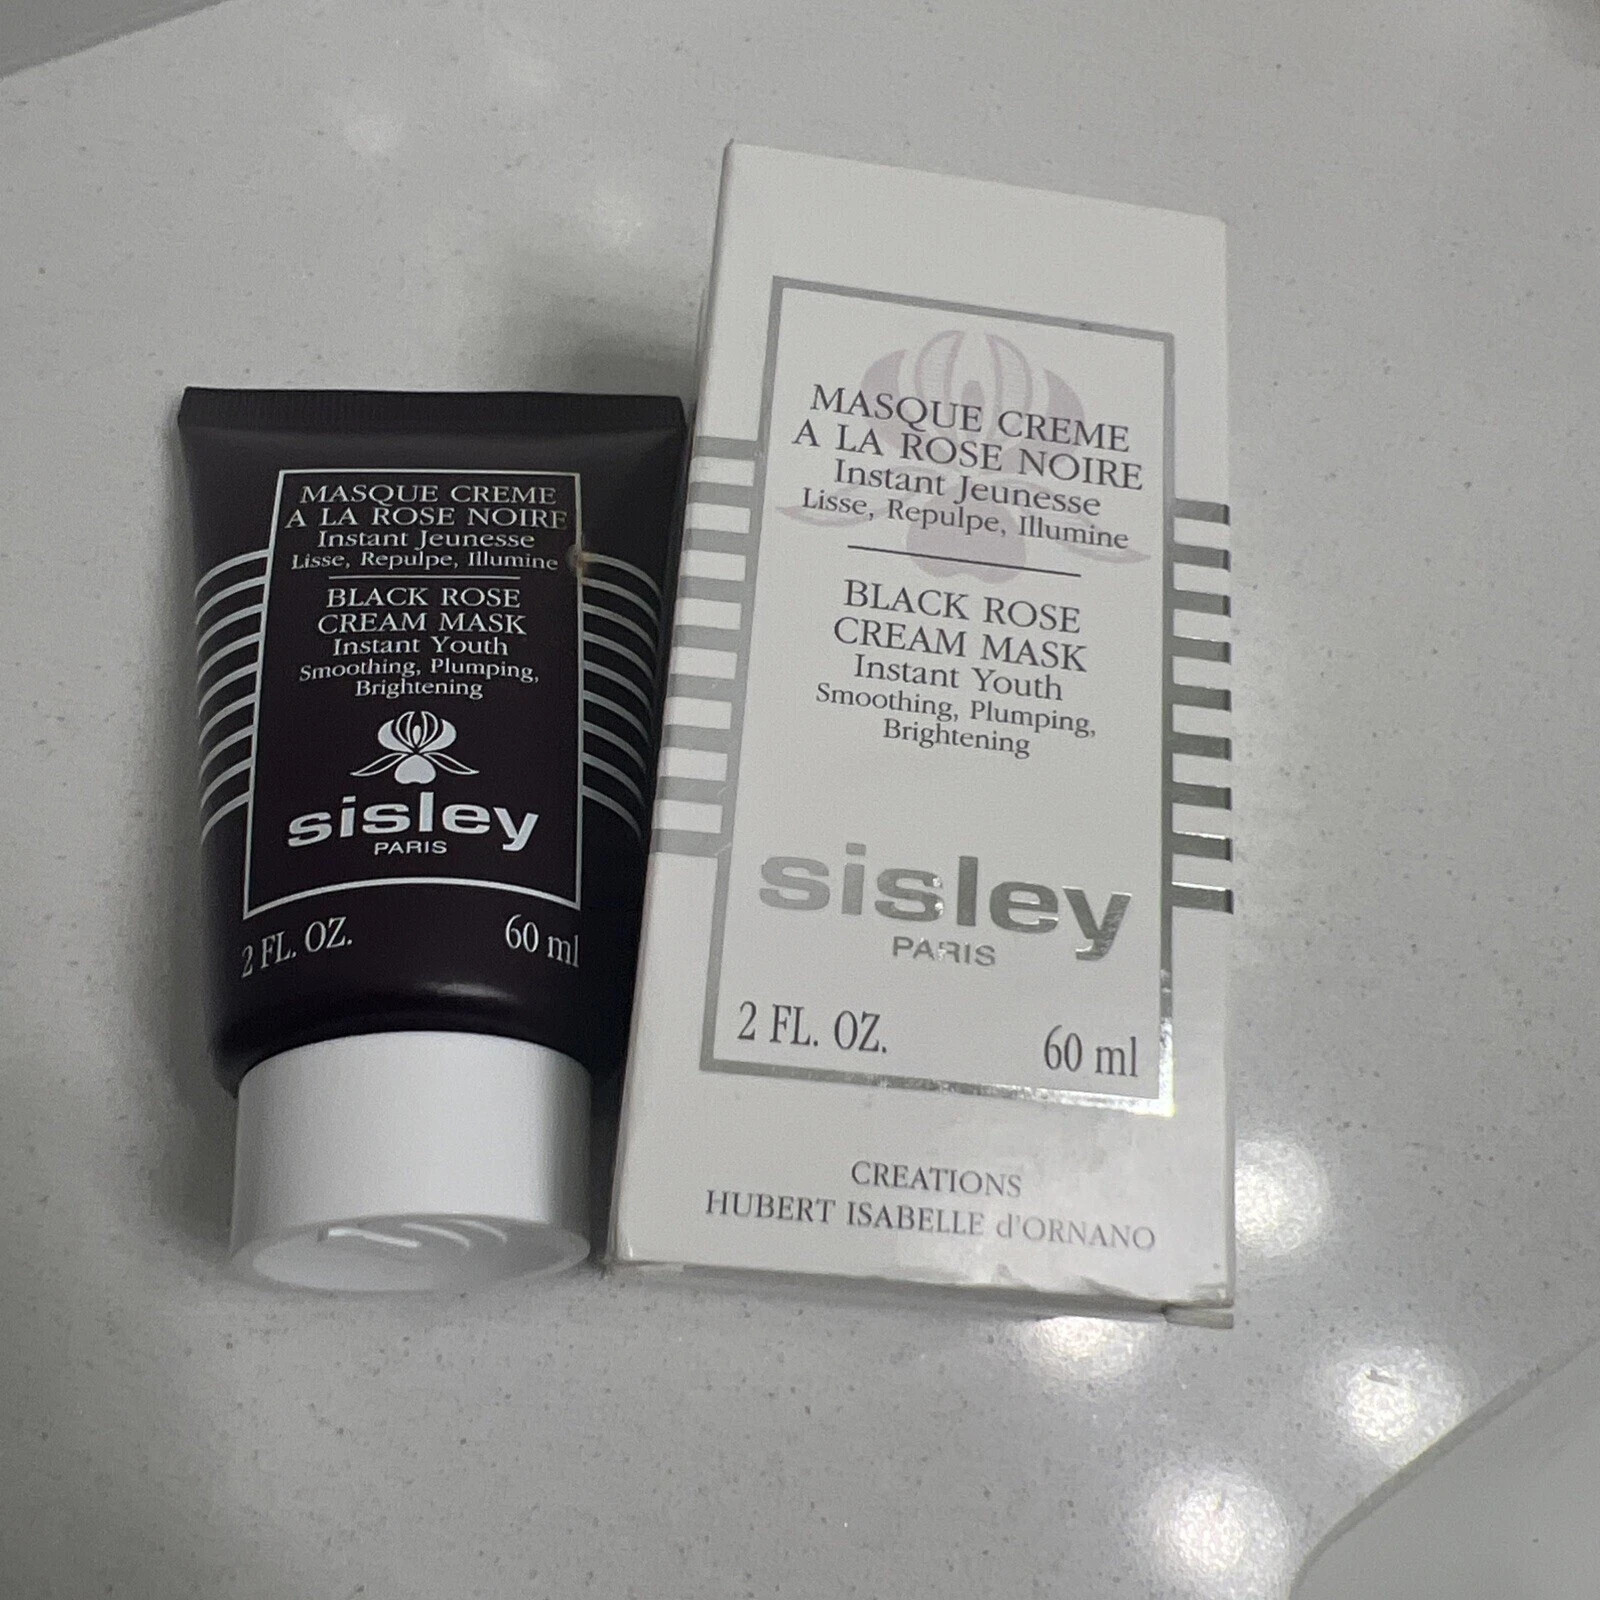 MASQUE CREME
A LA ROSE NOIRE
Instant Jeunesse
Lisse, Repulpe, Illumine
BLACK ROSE
CREAM MASK
Instant Youth
Smoothing, Plumping,
Brightening
sisley
PARIS
2 FL. OZ. 60 ml
MASQUE CREME
A LA ROSE NOIRE
Instant Jeunesse
Lisse, Repulpe, Illumine
BLACK ROSE
CREAM MASK
Instant Youth
Smoothing, Plumping,
Brightening
sisley
PARIS
2 FL. OZ. 60 ml
CREATIONS
HUBERT ISABELLE d'ORNANO